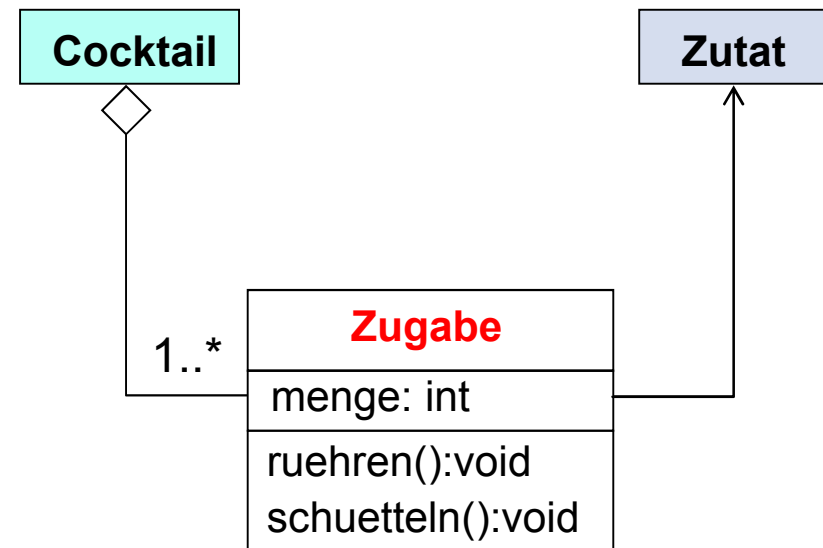 Cocktail
Zutat
1..*
Zugabe
menge: int
ruehren():void
schuetteln():void